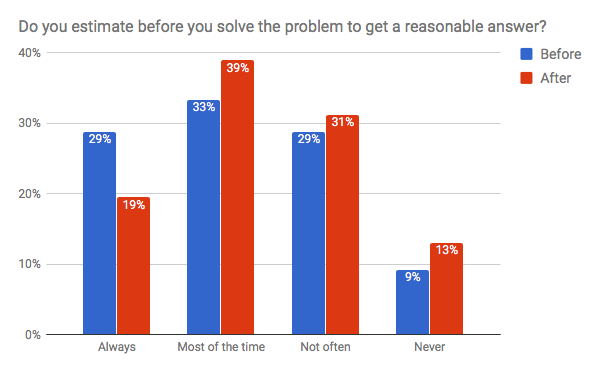 Do you estimate before you solve the problem to get a reasonable answer?
40%
30%
20%
10%
0%
29%
19%
33%
39%
29%
31%
9%
13%
Always
Most of the time
Not often
Never
Before
After